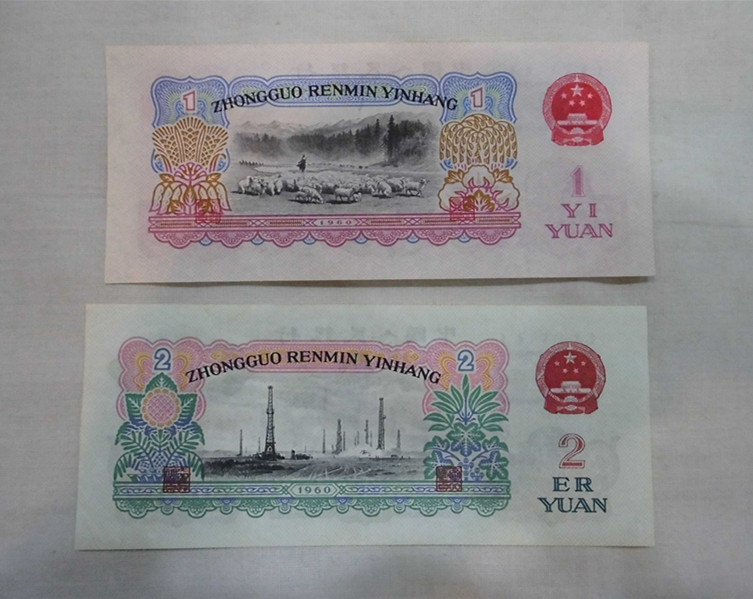 1
ZHONGGUO RENMIN YINHANG
1
1
YI
YUAN
1960
2
ZHONGGUO RENMIN YINHANG
2
2
ER
YUAN
1960